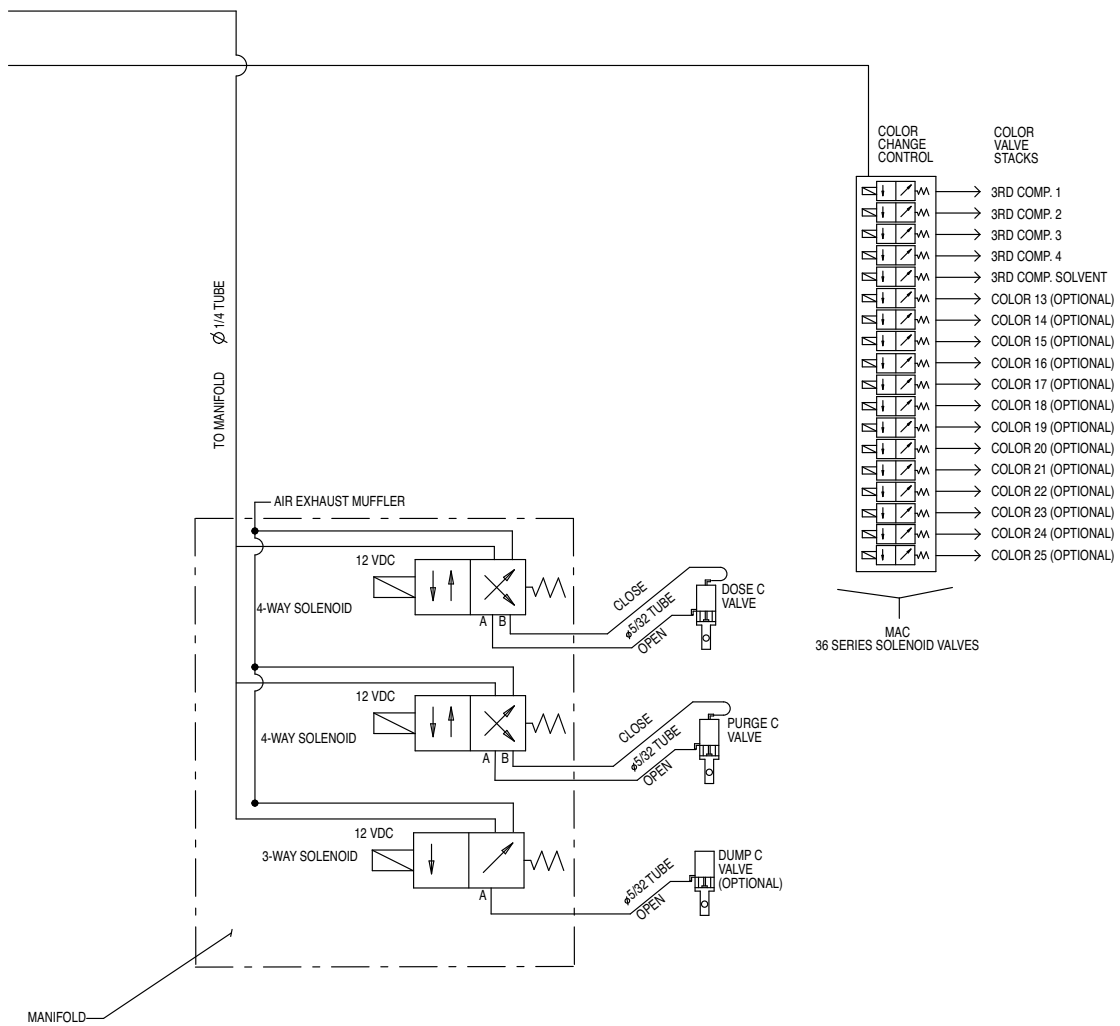 COLOR
CHANGE
CONTROL
COLOR
VALVE
STACKS
3RD COMP. 1
3RD COMP. 2
3RD COMP. 3
3RD COMP. 4
3RD COMP. SOLVENT
COLOR 13 (OPTIONAL)
COLOR 14 (OPTIONAL)
COLOR 15 (OPTIONAL)
COLOR 16 (OPTIONAL)
COLOR 17 (OPTIONAL)
COLOR 18 (OPTIONAL)
COLOR 19 (OPTIONAL)
COLOR 20 (OPTIONAL)
COLOR 21 (OPTIONAL)
COLOR 22 (OPTIONAL)
COLOR 23 (OPTIONAL)
COLOR 24 (OPTIONAL)
COLOR 25 (OPTIONAL)
MAC
36 SERIES SOLENOID VALVES
TO MANIFOLD Ø 1/4 TUBE
AIR EXHAUST MUFFLER
12 VDC
4-WAY SOLENOID
A B
CLOSE
ø5/32 TUBE
OPEN
DOSE C
VALVE
12 VDC
4-WAY SOLENOID
A B
CLOSE
ø5/32 TUBE
OPEN
PURGE C
VALVE
12 VDC
3-WAY SOLENOID
A
ø5/32 TUBE
OPEN
DUMP C
VALVE
(OPTIONAL)
MANIFOLD